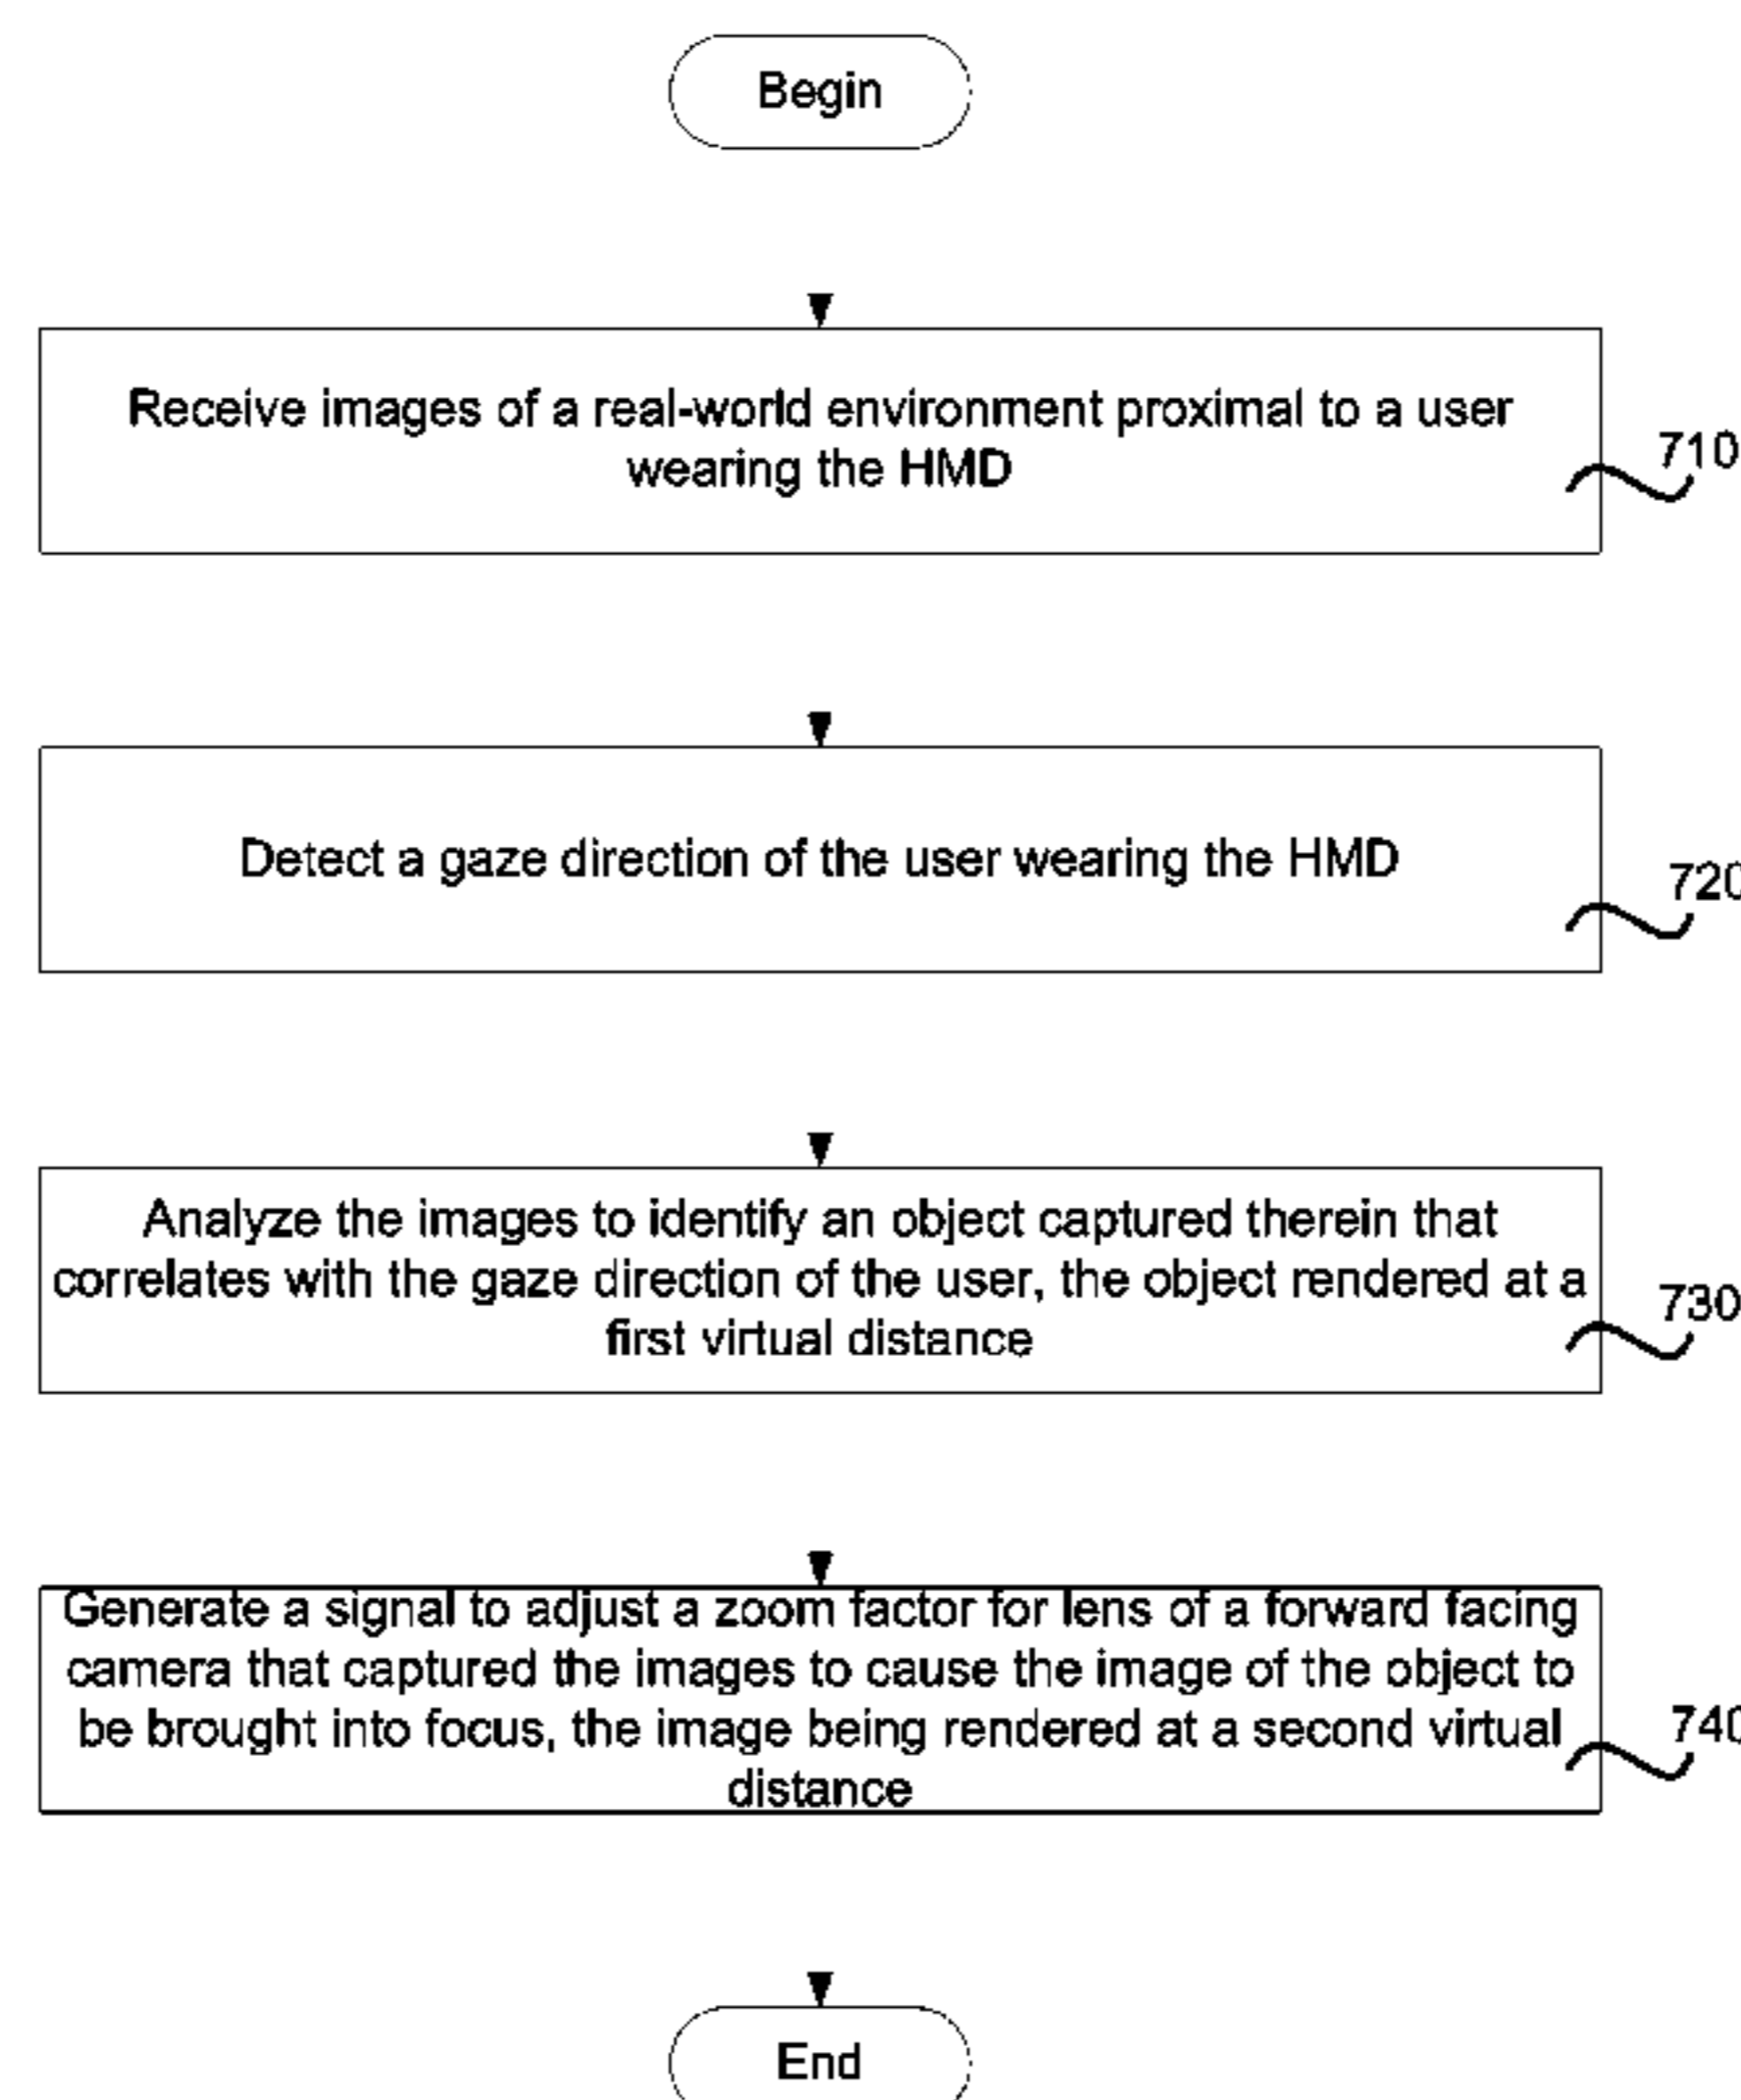 Begin
Receive images of a real-world environment proximal to a user
wearing the HMD
710
Detect a gaze direction of the user wearing the HMD
720
Analyze the images to identify an object captured therein that
correlates with the gaze direction of the user, the object rendered at a
first virtual distance
730
Generate a signal to adjust a zoom factor for lens of a forward facing
camera that captured the images to cause the image of the object to
be brought into focus, the image being rendered at a second virtual
distance
740
End